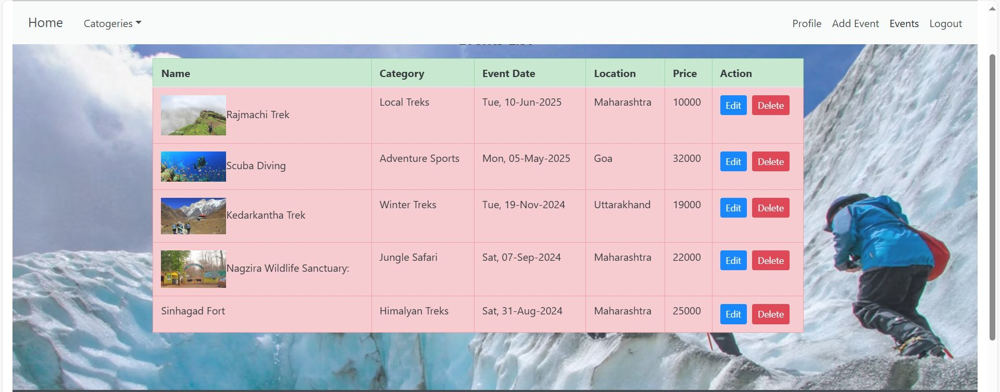 Home Catogeries Profile Add Event Events Logout
Events List
Name Category Event Date Location Price Action
Rajmachi Trek Local Treks Tue, 10-Jun-2025 Maharashtra 10000 Edit Delete
Scuba Diving Adventure Sports Mon, 05-May-2025 Goa 32000 Edit Delete
Kedarkantha Trek Winter Treks Tue, 19-Nov-2024 Uttarakhand 19000 Edit Delete
Nagzira Wildlife Sanctuary: Jungle Safari Sat, 07-Sep-2024 Maharashtra 22000 Edit Delete
Sinhagad Fort Himalyan Treks Sat, 31-Aug-2024 Maharashtra 25000 Edit Delete